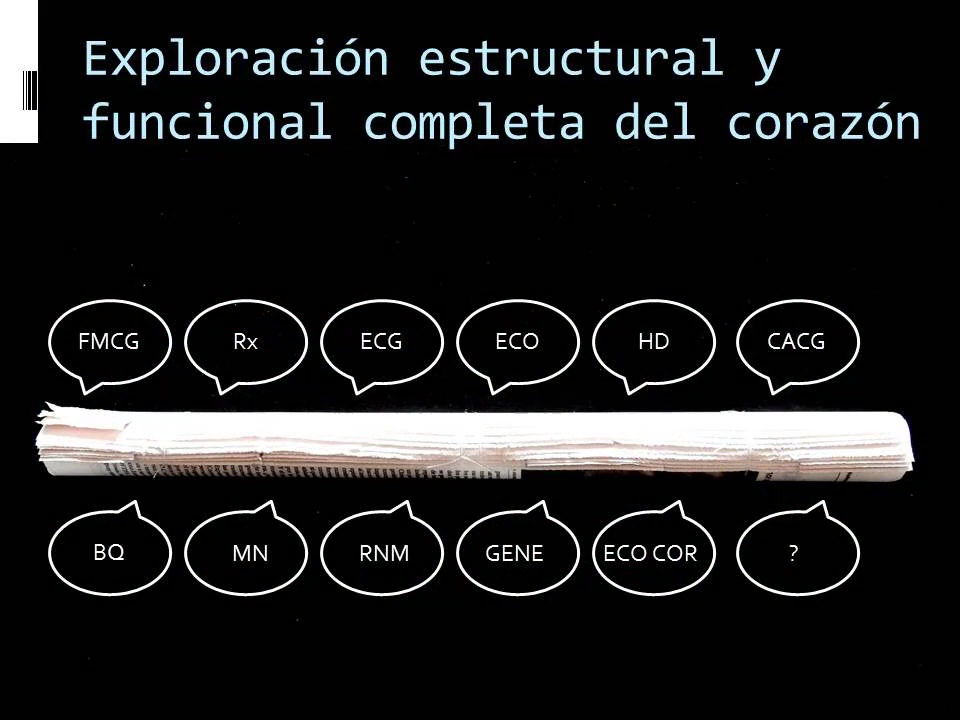 Exploración estructural y
funcional completa del corazón
FMCG
Rx
ECG
ECO
HD
CACG
BQ
MN
RNM
GENE
ECO COR
?